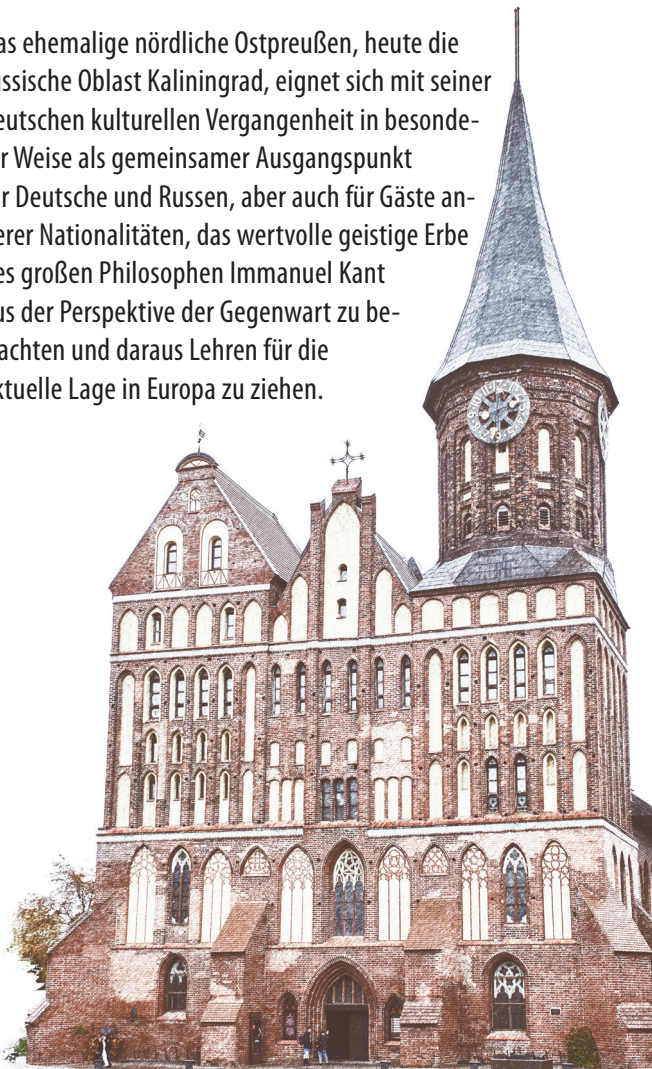 as ehemalige nördliche Ostpreußen, heute die
ussische Oblast Kaliningrad, eignet sich mit seiner
eutschen kulturellen Vergangenheit in besonde-
er Weise als gemeinsamer Ausgangspunkt
ür Deutsche und Russen, aber auch für Gäste an-
erer Nationalitäten, das wertvolle geistige Erbe
es großen Philosophen Immanuel Kant
us der Perspektive der Gegenwart zu be-
achten und daraus Lehren für die
ktuelle Lage in Europa zu ziehen.